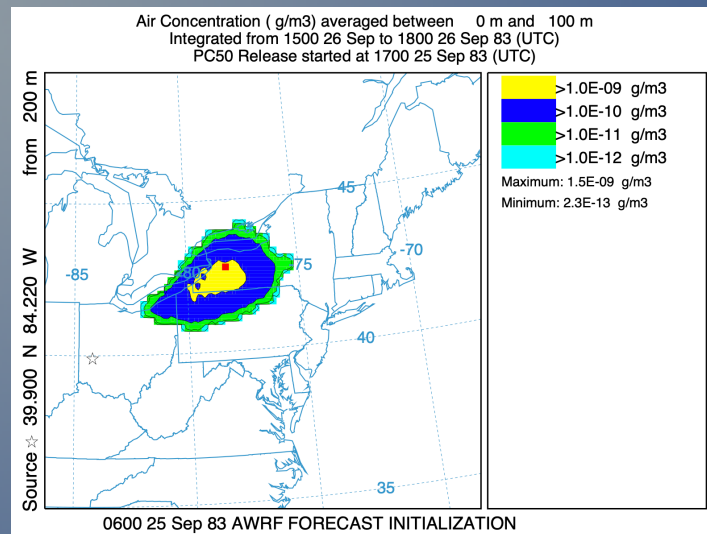 Air Concentration ( g/m3) averaged between 0 m and 100 m
Integrated from 1500 26 Sep to 1800 26 Sep 83 (UTC)
PC50 Release started at 1700 25 Sep 83 (UTC)
Source ☆ 39.900 N 84.220 W from 200 m
>1.0E-09 g/m3
>1.0E-10 g/m3
>1.0E-11 g/m3
>1.0E-12 g/m3
Maximum: 1.5E-09 g/m3
Minimum: 2.3E-13 g/m3
45
-70
-85
-80
-75
40
35
0600 25 Sep 83 AWRF FORECAST INITIALIZATION